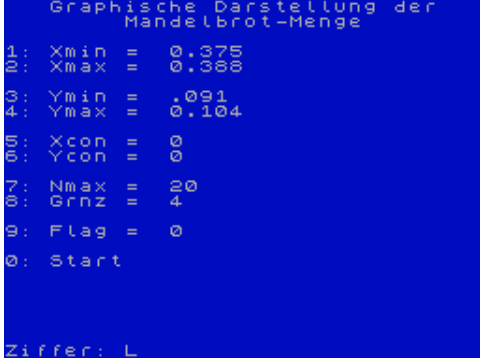 Graphische Darstellung der
Mandelbrot-Menge
1: Xmin = 0.375
2: Xmax = 0.388
3: Ymin = .091
4: Ymax = 0.104
5: Xcon = 0
6: Ycon = 0
7: Nmax = 20
8: Grnz = 4
9: Flag = 0
0: Start
Ziffer: L